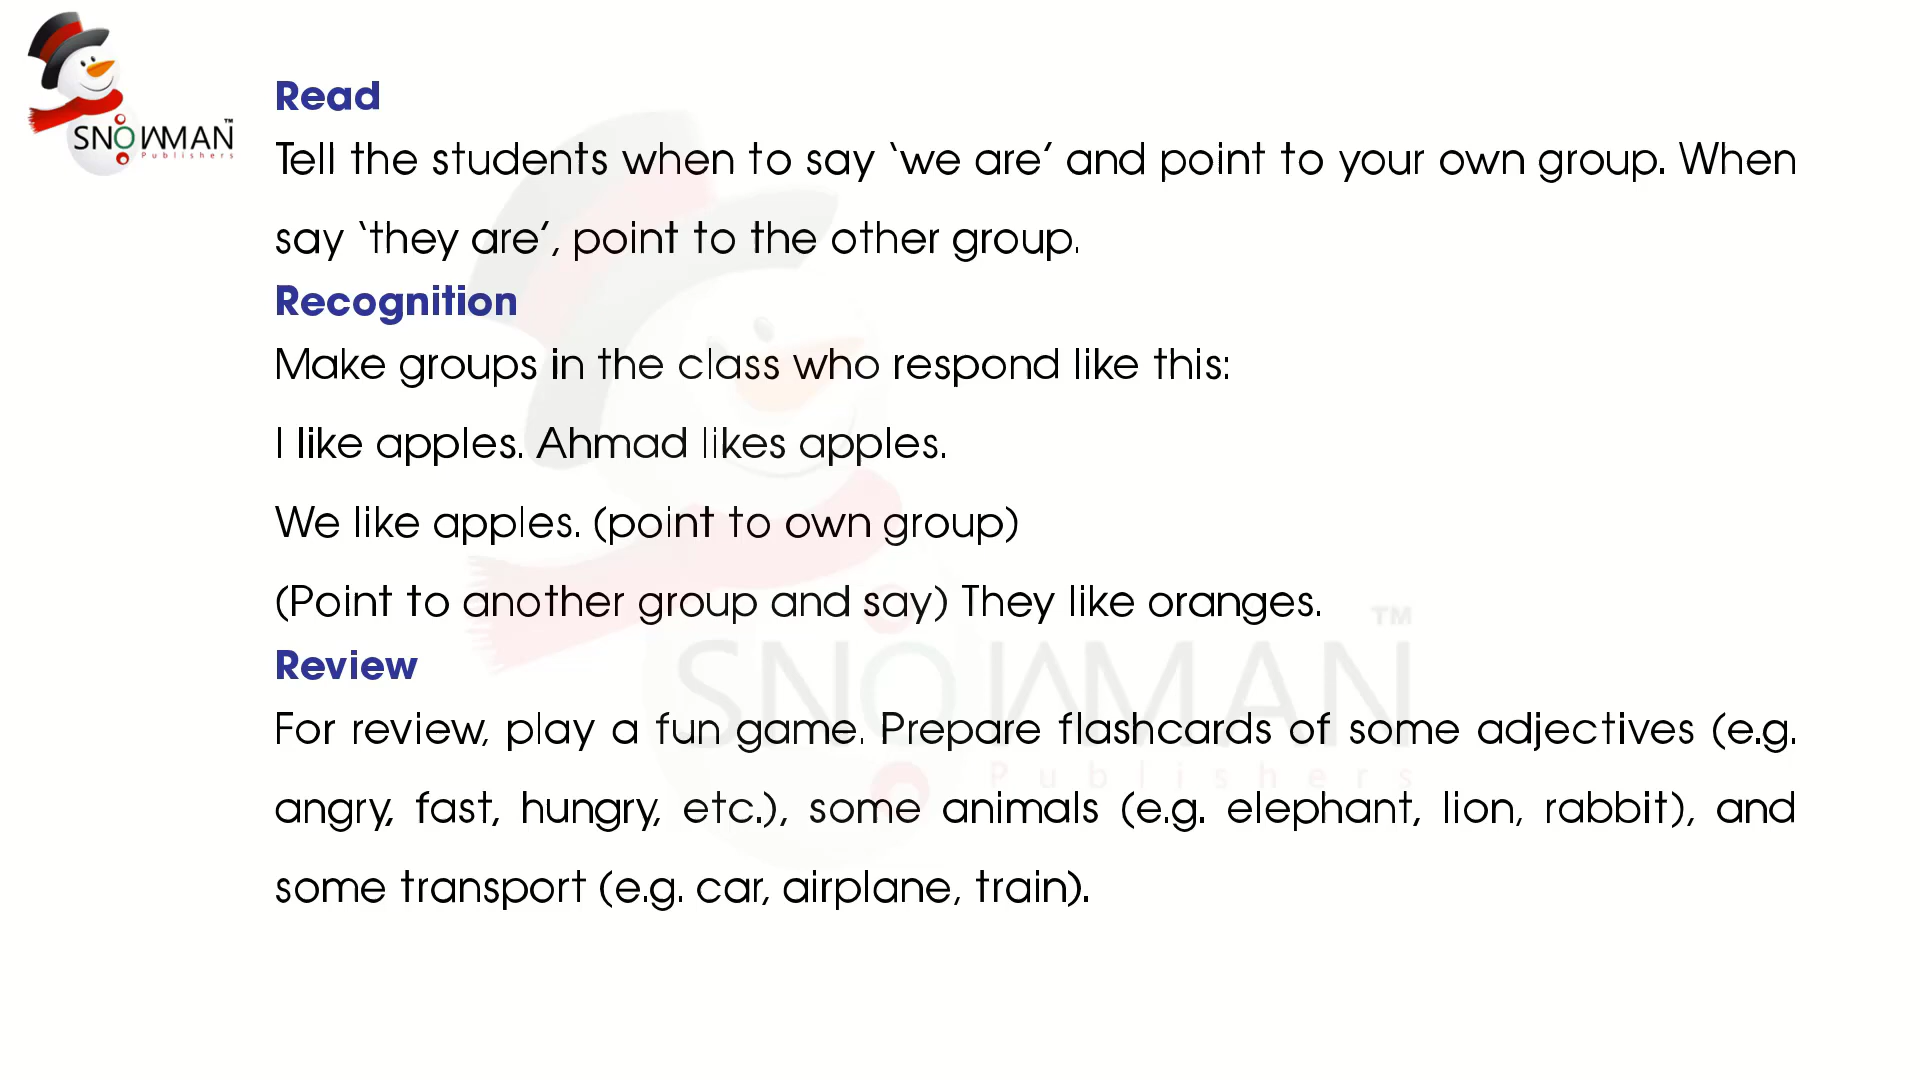 SNOWMAN™
Publishers
Read
Tell the students when to say ‘we are’ and point to your own group. When
say ‘they are’, point to the other group.
Recognition
Make groups in the class who respond like this:
I like apples. Ahmad likes apples.
We like apples. (point to own group)
(Point to another group and say) They like oranges.
Review
For review, play a fun game. Prepare flashcards of some adjectives (e.g.
angry, fast, hungry, etc.), some animals (e.g. elephant, lion, rabbit), and
some transport (e.g. car, airplane, train).
SNOWMAN™
Publishers